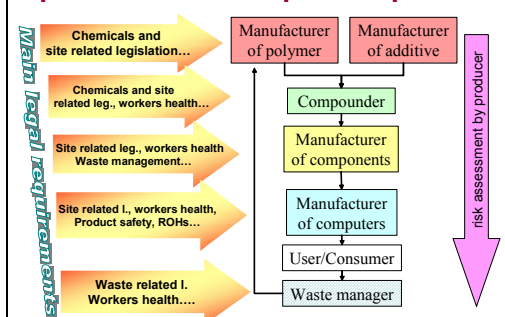 Main legal requirements
Chemicals and
site related legislation…
Chemicals and site
related leg., workers health…
Site related leg., workers health
Waste management…
Site related l., workers health,
Product safety, ROHs…
Waste related l.
Workers health….
Manufacturer
of polymer
Manufacturer
of additive
Compounder
Manufacturer
of components
Manufacturer
of computers
User/Consumer
Waste manager
risk assessment by producer